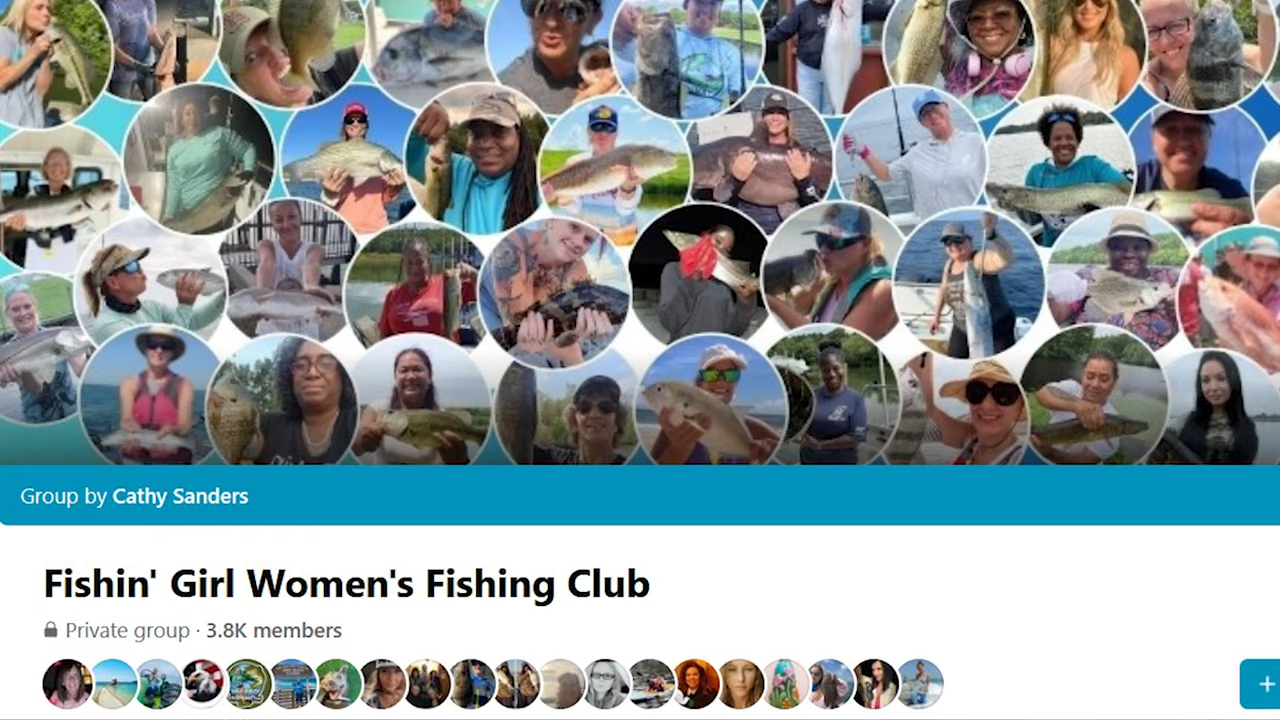 Group by Cathy Sanders
Fishin' Girl Women's Fishing Club
Private group · 3.8K members
+